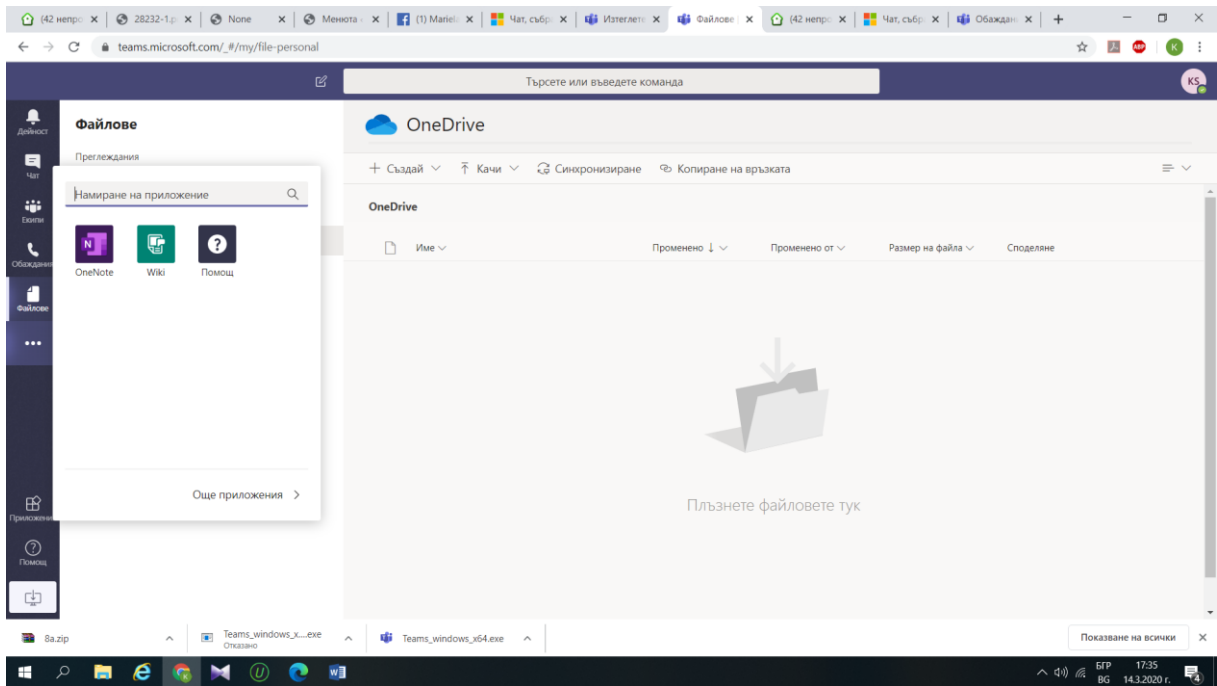 (42 непро
28232-1.p
None
Менюта
(1) Mariel
Чат, събр
Изтеглете
Файлове
(42 непро
Чат, събр
Обаждан
teams.microsoft.com/_#/my/file-personal
ABP
K
Търсете или въведете команда
KS
Дейност
Чат
Екипи
Обаждания
Файлове
Приложени
Помощ
Файлове
Преглеждания
Намиране на приложение
N
OneNote
Wiki
Помощ
Още приложения
OneDrive
Създай
Качи
Синхронизиране
Копиране на връзката
OneDrive
Име
Променено
Променено от
Размер на файла
Споделяне
Плъзнете файловете тук
8a.zip
Teams_windows_x....exe
Отказано
Teams_windows_x64.exe
Показване на всички
БГР
BG
17:35
14.3.2020 г.
4